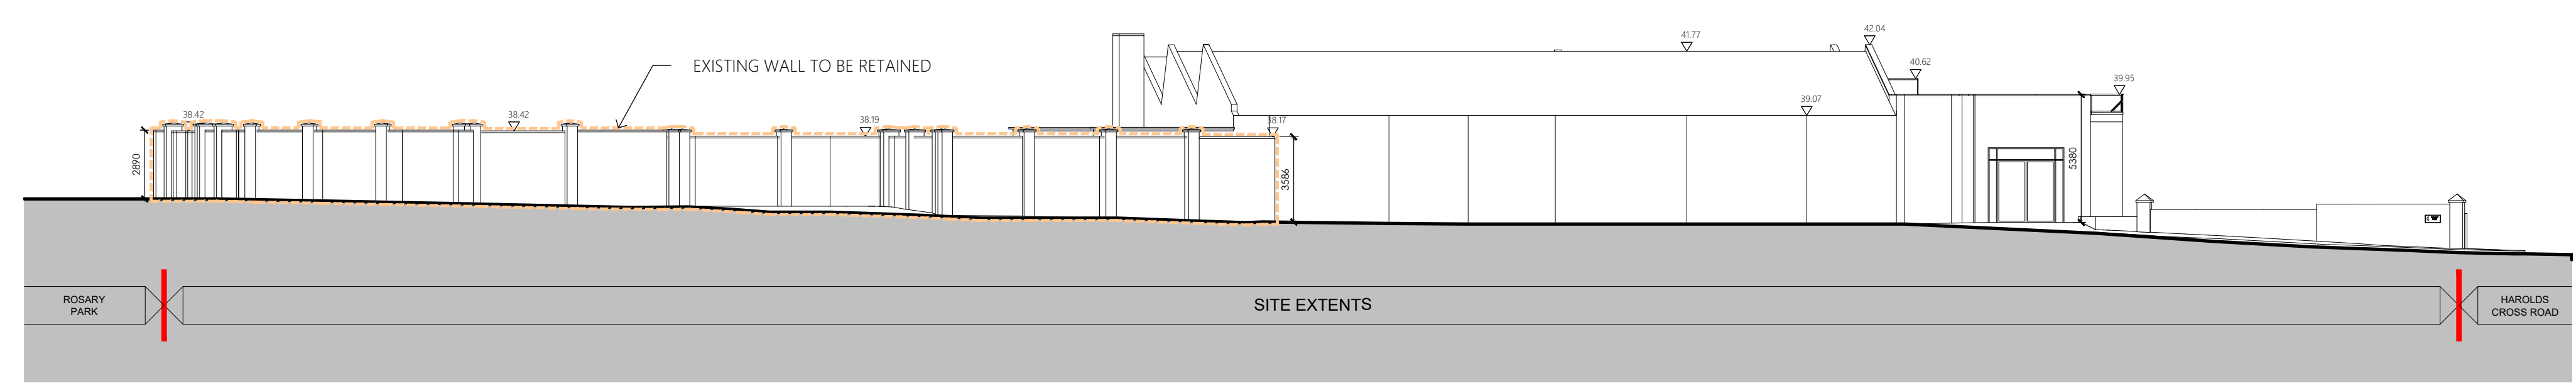 42.04
41.77
40.62
EXISTING WALL TO BE RETAINED
39.95
39.07
38.42
38.42
38.19
38.17
2890
3586
5380
ROSARY
PARK
SITE EXTENTS
HAROLDS
CROSS ROAD